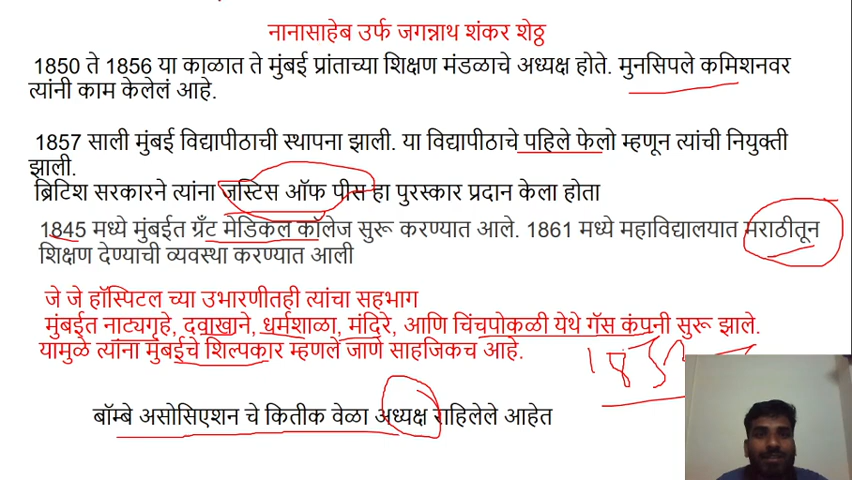 नानासाहेब उर्फ जगन्नाथ शंकर शेठ्ठ
1850 ते 1856 या काळात ते मुंबई प्रांताच्या शिक्षण मंडळाचे अध्यक्ष होते. मुनसिपले कमिशनवर
त्यांनी काम केलेलं आहे.
1857 साली मुंबई विद्यापीठाची स्थापना झाली. या विद्यापीठाचे पहिले फेलो म्हणून त्यांची नियुक्ती
झाली.
ब्रिटिश सरकारने त्यांना जस्टिस ऑफ पीस हा पुरस्कार प्रदान केला होता
1845 मध्ये मुंबईत ग्रँट मेडिकल कॉलेज सुरू करण्यात आले. 1861 मध्ये महाविद्यालयात मराठीतून
शिक्षण देण्याची व्यवस्था करण्यात आली
जे जे हॉस्पिटल च्या उभारणीतही त्यांचा सहभाग
मुंबईत नाट्यगृहे, दवाखाने, धर्मशाळा, मंदिरे, आणि चिंचपोकळी येथे गॅस कंपनी सुरू झाले.
यामुळे त्यांना मुंबईचे शिल्पकार म्हणले जाणे साहजिकच आहे.
बॉम्बे असोसिएशन चे कितीक वेळा अध्यक्ष राहिलेले आहेत